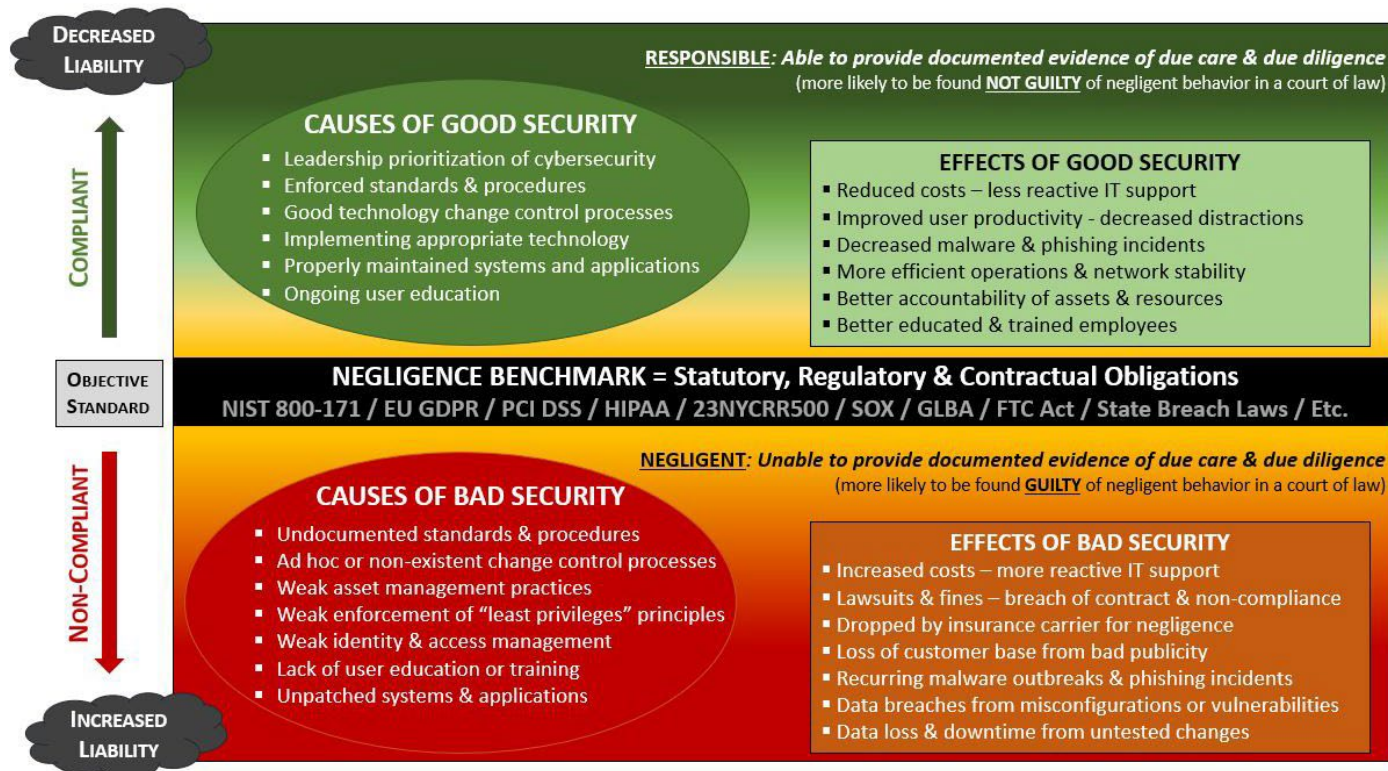 DECREASED
LIABILITY
RESPONSIBLE: Able to provide documented evidence of due care & due diligence
(more likely to be found NOT GUILTY of negligent behavior in a court of law)
CAUSES OF GOOD SECURITY
▪ Leadership prioritization of cybersecurity
▪ Enforced standards & procedures
▪ Good technology change control processes
▪ Implementing appropriate technology
▪ Properly maintained systems and applications
▪ Ongoing user education
EFFECTS OF GOOD SECURITY
▪ Reduced costs – less reactive IT support
▪ Improved user productivity - decreased distractions
▪ Decreased malware & phishing incidents
▪ More efficient operations & network stability
▪ Better accountability of assets & resources
▪ Better educated & trained employees
COMPLIANT
OBJECTIVE
STANDARD
NEGLIGENCE BENCHMARK = Statutory, Regulatory & Contractual Obligations
NIST 800-171 / EU GDPR / PCI DSS / HIPAA / 23NYCRR500 / SOX / GLBA / FTC Act / State Breach Laws / Etc.
NON-COMPLIANT
NEGLIGENT: Unable to provide documented evidence of due care & due diligence
(more likely to be found GUILTY of negligent behavior in a court of law)
CAUSES OF BAD SECURITY
▪ Undocumented standards & procedures
▪ Ad hoc or non-existent change control processes
▪ Weak asset management practices
▪ Weak enforcement of “least privileges” principles
▪ Weak identity & access management
▪ Lack of user education or training
▪ Unpatched systems & applications
EFFECTS OF BAD SECURITY
▪ Increased costs – more reactive IT support
▪ Lawsuits & fines – breach of contract & non-compliance
▪ Dropped by insurance carrier for negligence
▪ Loss of customer base from bad publicity
▪ Recurring malware outbreaks & phishing incidents
▪ Data breaches from misconfigurations or vulnerabilities
▪ Data loss & downtime from untested changes
INCREASED
LIABILITY